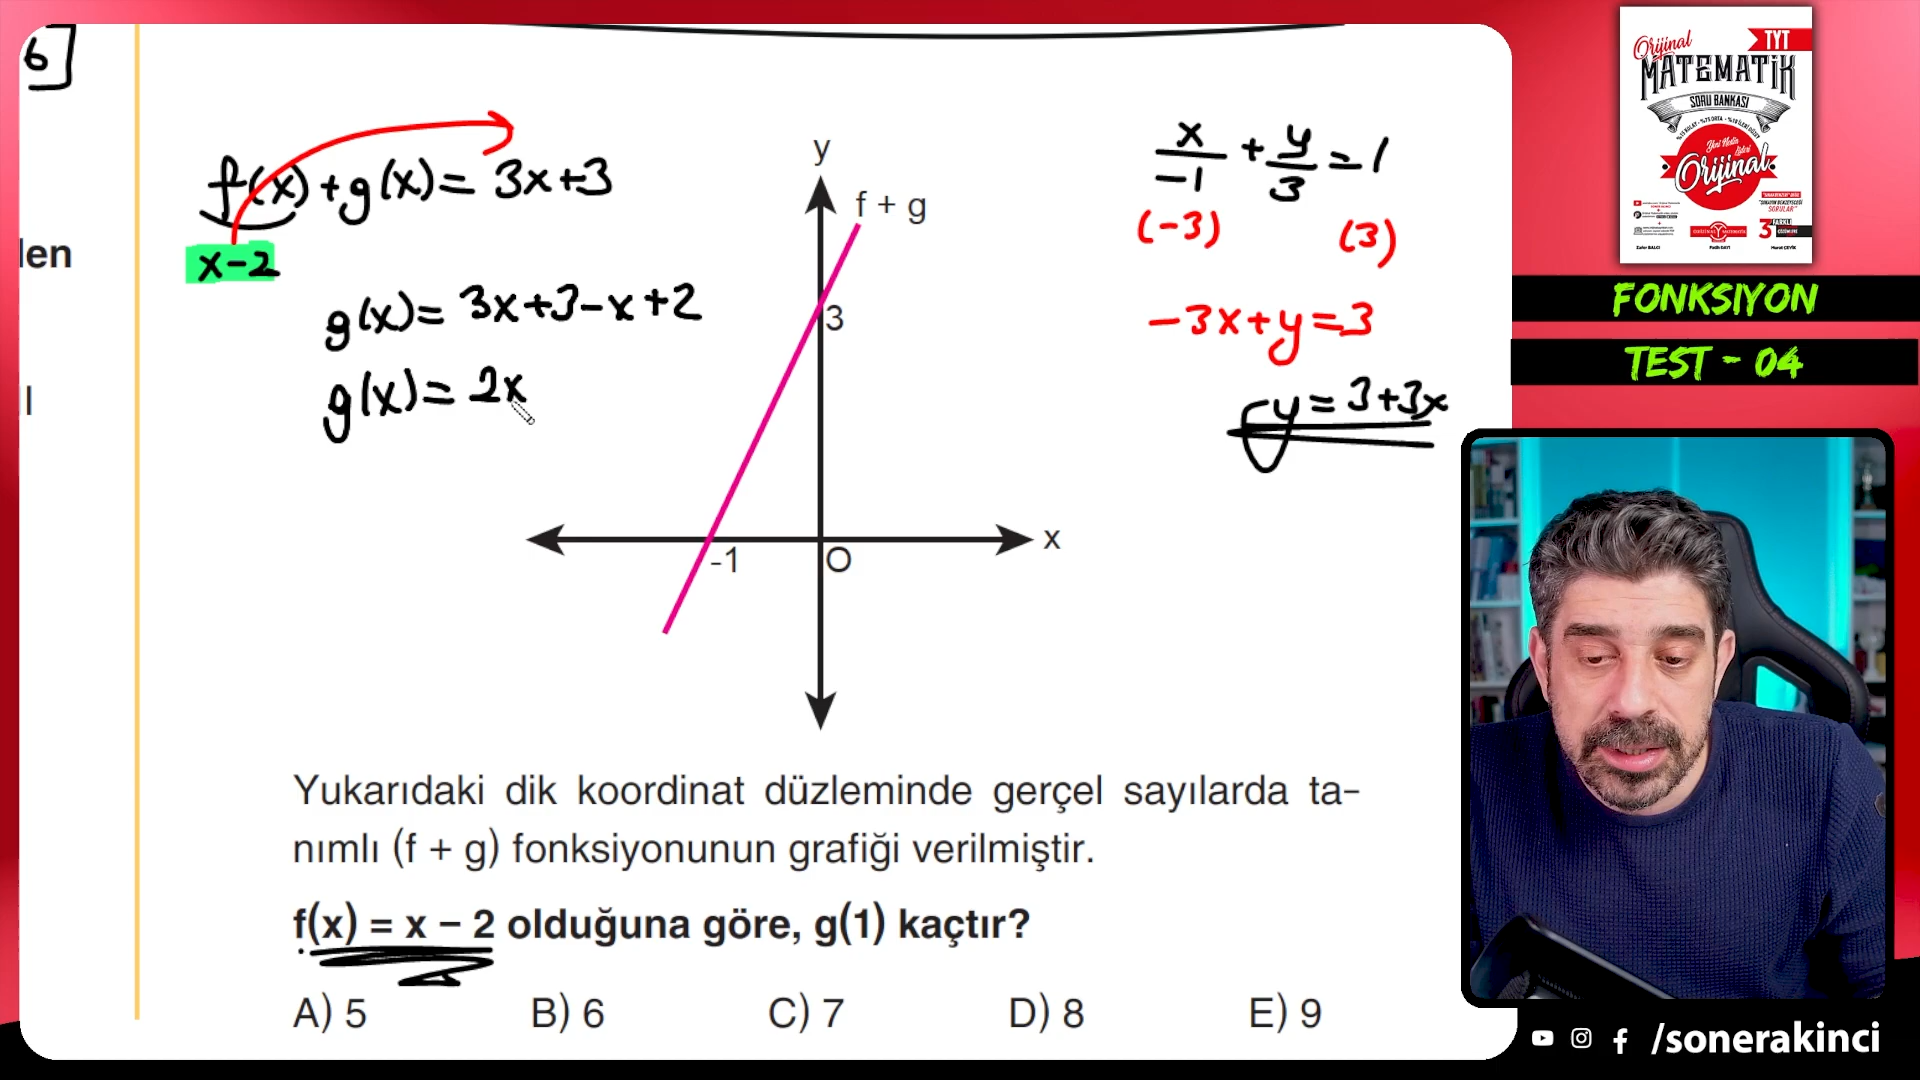 6
len
l
f(x)+g(x)= 3x+3
x-2
g(x)= 3x+3-x+2
g(x)= 2x
y
f + g
3
-1
O
x
x/-1 + y/3 = 1
(-3) (3)
-3x+y=3
y = 3+3x
Yukarıdaki dik koordinat düzleminde gerçel sayılarda ta-
nımlı (f + g) fonksiyonunun grafiği verilmiştir.
f(x) = x – 2 olduğuna göre, g(1) kaçtır?
A) 5 B) 6 C) 7 D) 8 E) 9
Orijinal
TYT
MATEMATİK
SORU BANKASI
Orijinal
FONKSIYON
TEST - 04
/sonerakinci